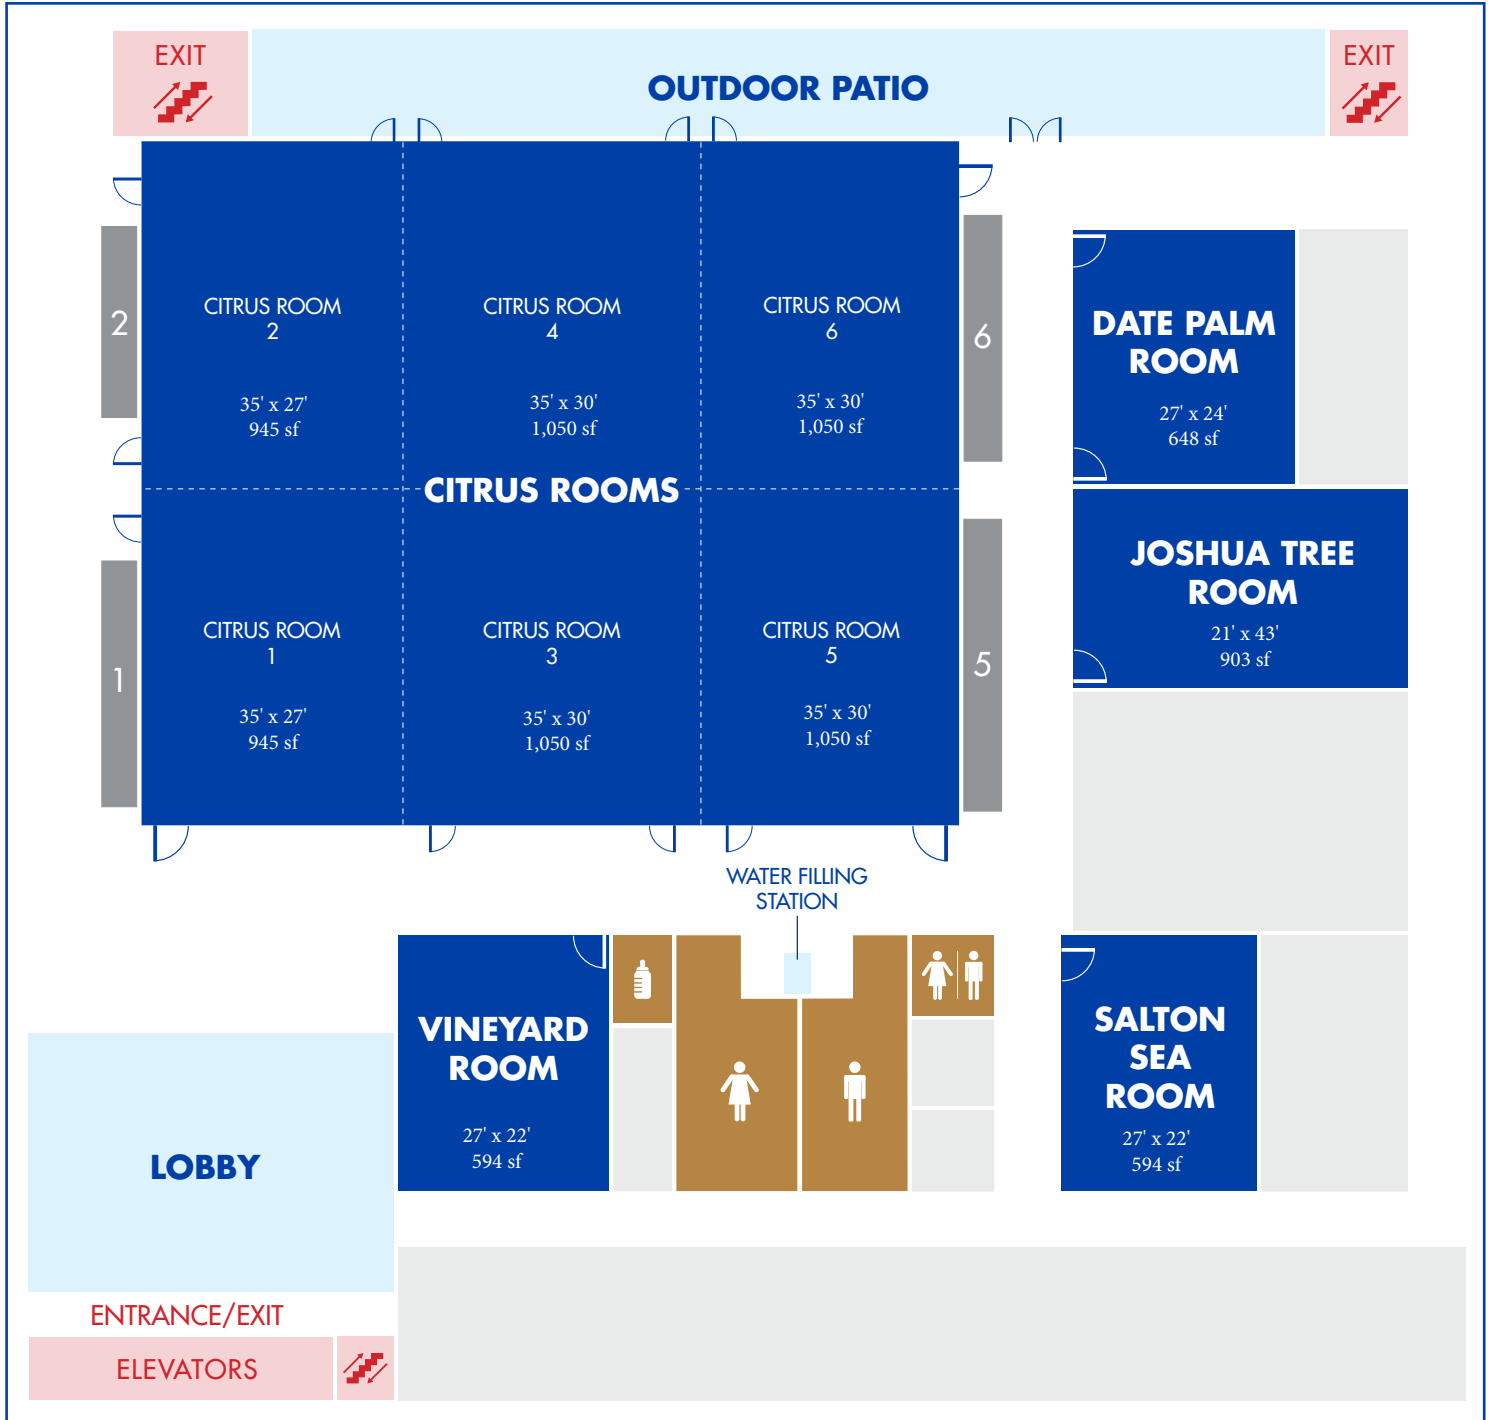 EXIT
OUTDOOR PATIO
EXIT
CITRUS ROOM
2
35' x 27'
945 sf
CITRUS ROOM
4
35' x 30'
1,050 sf
CITRUS ROOM
6
35' x 30'
1,050 sf
2
6
CITRUS ROOMS
DATE PALM
ROOM
27' x 24'
648 sf
JOSHUA TREE
ROOM
21' x 43'
903 sf
1
CITRUS ROOM
1
35' x 27'
945 sf
CITRUS ROOM
3
35' x 30'
1,050 sf
CITRUS ROOM
5
35' x 30'
1,050 sf
5
WATER FILLING
STATION
VINEYARD
ROOM
27' x 22'
594 sf
SALTON
SEA
ROOM
27' x 22'
594 sf
LOBBY
ENTRANCE/EXIT
ELEVATORS